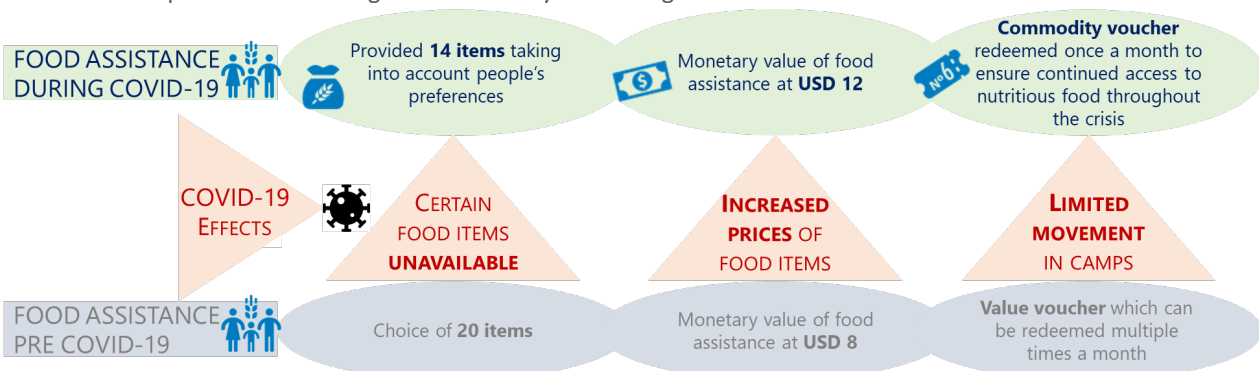 FOOD ASSISTANCE
DURING COVID-19
Provided 14 items taking
into account people's
preferences
Monetary value of food
assistance at USD 12
Commodity voucher
redeemed once a month to
ensure continued access to
nutritious food throughout
the crisis
Nº6
COVID-19
EFFECTS
CERTAIN
FOOD ITEMS
UNAVAILABLE
INCREASED
PRICES OF
FOOD ITEMS
LIMITED
MOVEMENT
IN CAMPS
FOOD ASSISTANCE
PRE COVID-19
Choice of 20 items
Monetary value of food
assistance at USD 8
Value voucher which can
be redeemed multiple
times a month